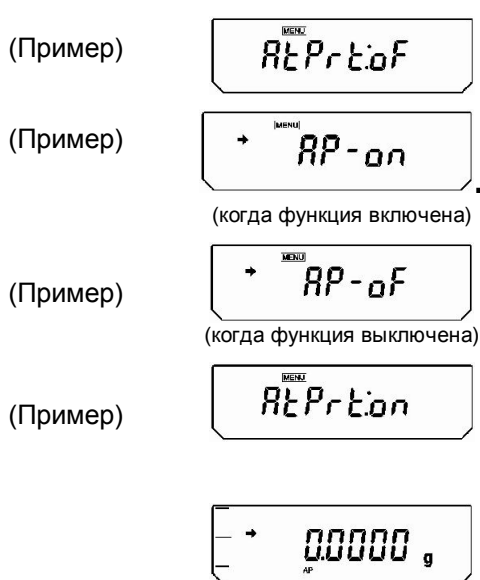 (Пример)
MENU
AtPrt:oF
(Пример)
MENU
➔ AP-on
.
(когда функция включена)
(Пример)
MENU
➔ AP-oF
(когда функция выключена)
(Пример)
MENU
AtPrt:on
➔ 0.0000 g
AP